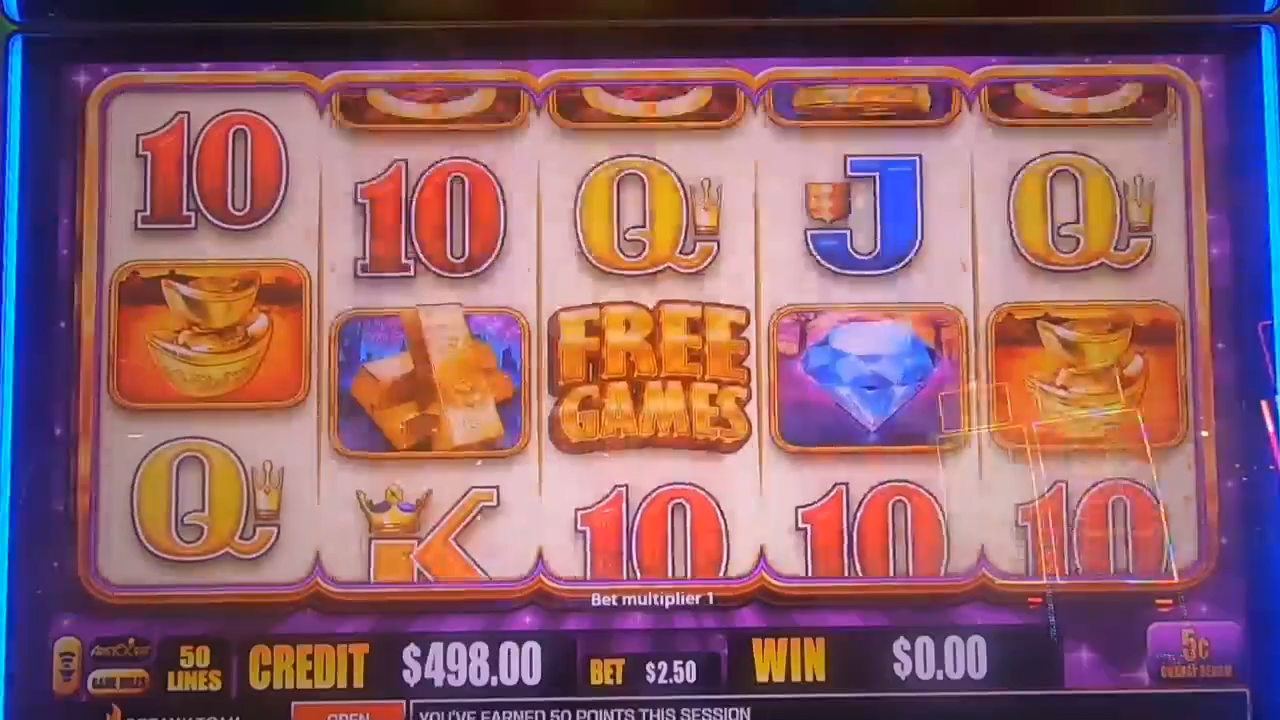 10
10 Q J Q
FREE
GAMES
Q K 10 10 10
Bet multiplier 1
50
LINES
CREDIT $498.00 BET $2.50 WIN $0.00
5¢
OPEN
YOU'VE EARNED 50 POINTS THIS SESSION